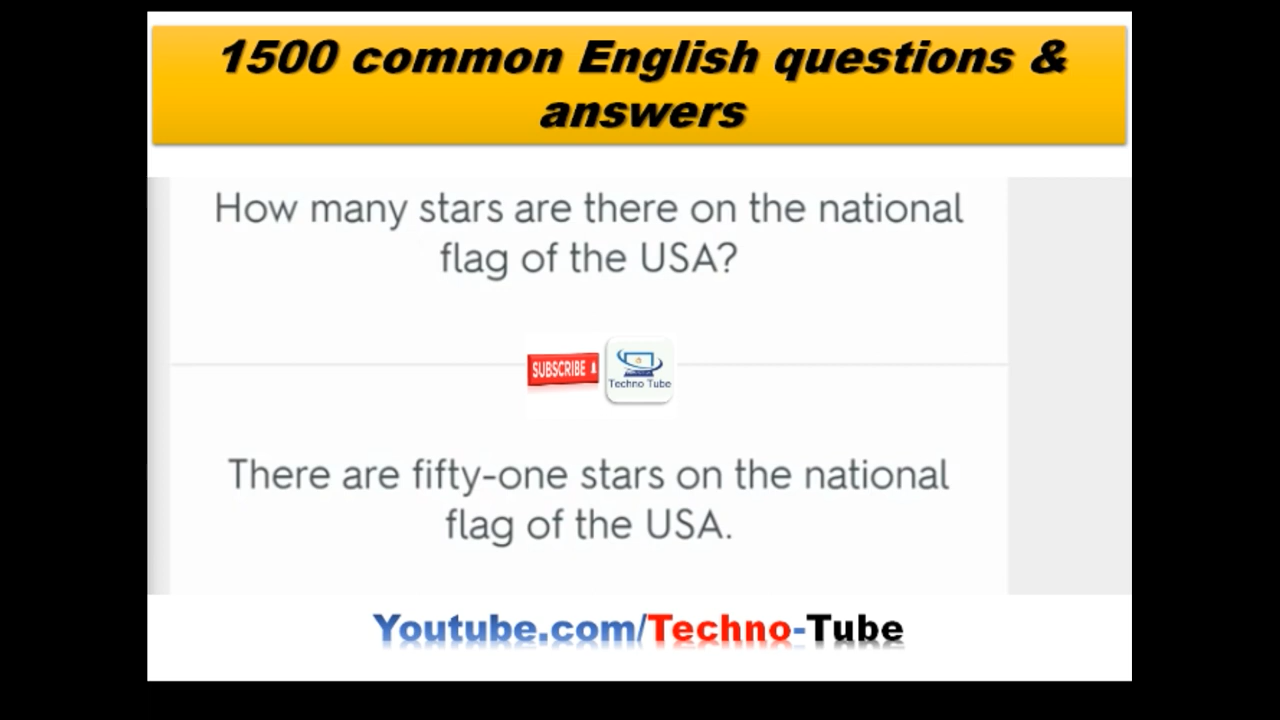 1500 common English questions &
answers
How many stars are there on the national
flag of the USA?
SUBSCRIBE
Techno Tube
There are fifty-one stars on the national
flag of the USA.
Youtube.com/Techno-Tube